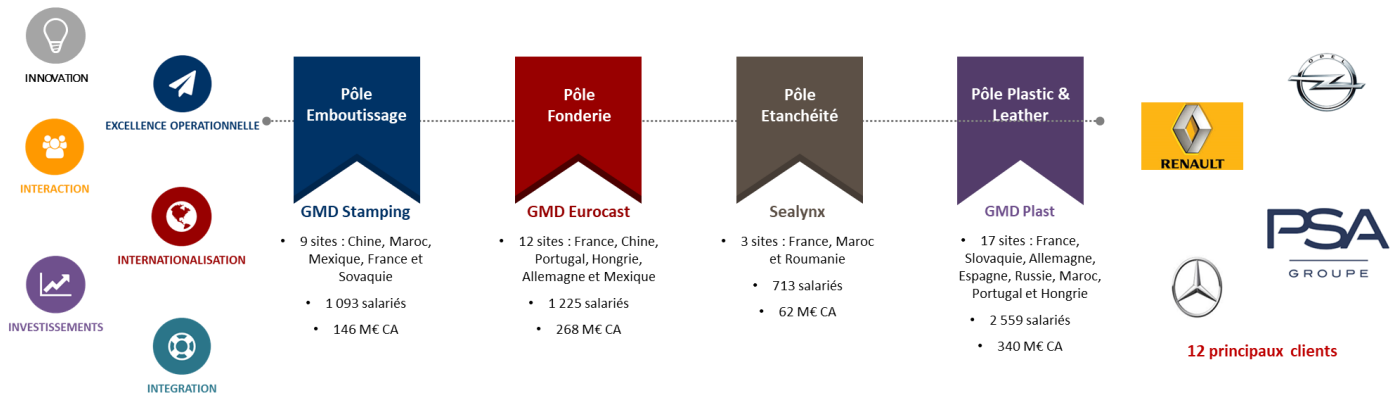 INNOVATION
EXCELLENCE OPERATIONNELLE
INTERACTION
INTERNATIONALISATION
INVESTISSEMENTS
INTEGRATION
Pôle
Emboutissage
GMD Stamping
• 9 sites : Chine, Maroc,
Mexique, France et
Sovaquie
• 1 093 salariés
• 146 M€ CA
Pôle
Fonderie
GMD Eurocast
• 12 sites : France, Chine,
Portugal, Hongrie,
Allemagne et Mexique
• 1 225 salariés
• 268 M€ CA
Pôle
Etanchéité
Sealynx
• 3 sites : France, Maroc
et Roumanie
• 713 salariés
• 62 M€ CA
Pôle Plastic &
Leather
GMD Plast
• 17 sites : France,
Slovaquie, Allemagne,
Espagne, Russie, Maroc,
Portugal et Hongrie
• 2 559 salariés
• 340 M€ CA
OPEL
RENAULT
PSA
GROUPE
12 principaux clients